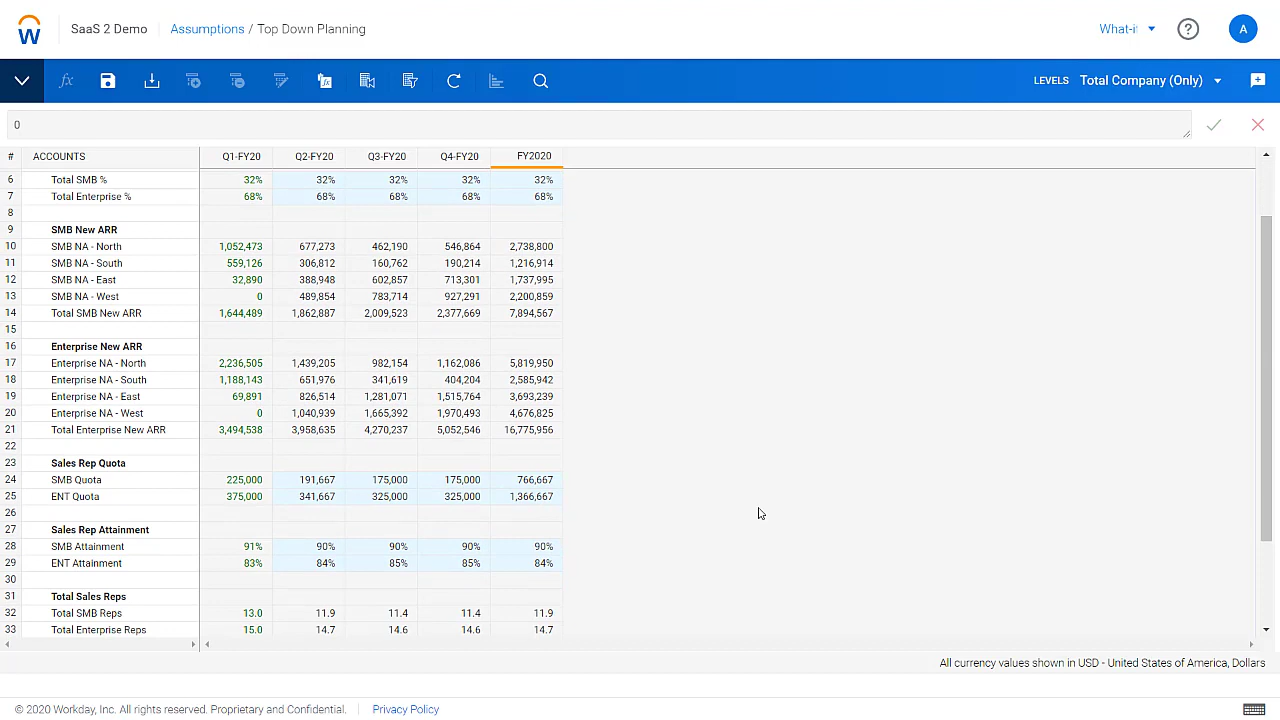 SaaS 2 Demo Assumptions / Top Down Planning What-if ? A
fx LEVELS Total Company (Only)
0
# ACCOUNTS Q1-FY20 Q2-FY20 Q3-FY20 Q4-FY20 FY2020
6 Total SMB % 32% 32% 32% 32% 32%
7 Total Enterprise % 68% 68% 68% 68% 68%
8
9 SMB New ARR
10 SMB NA - North 1,052,473 677,273 462,190 546,864 2,738,800
11 SMB NA - South 559,126 306,812 160,762 190,214 1,216,914
12 SMB NA - East 32,890 388,948 602,857 713,301 1,737,995
13 SMB NA - West 0 489,854 783,714 927,291 2,200,859
14 Total SMB New ARR 1,644,489 1,862,887 2,009,523 2,377,669 7,894,567
15
16 Enterprise New ARR
17 Enterprise NA - North 2,236,505 1,439,205 982,154 1,162,086 5,819,950
18 Enterprise NA - South 1,188,143 651,976 341,619 404,204 2,585,942
19 Enterprise NA - East 69,891 826,514 1,281,071 1,515,764 3,693,239
20 Enterprise NA - West 0 1,040,939 1,665,392 1,970,493 4,676,825
21 Total Enterprise New ARR 3,494,538 3,958,635 4,270,237 5,052,546 16,775,956
22
23 Sales Rep Quota
24 SMB Quota 225,000 191,667 175,000 175,000 766,667
25 ENT Quota 375,000 341,667 325,000 325,000 1,366,667
26
27 Sales Rep Attainment
28 SMB Attainment 91% 90% 90% 90% 90%
29 ENT Attainment 83% 84% 85% 85% 84%
30
31 Total Sales Reps
32 Total SMB Reps 13.0 11.9 11.4 11.4 11.9
33 Total Enterprise Reps 15.0 14.7 14.6 14.6 14.7
All currency values shown in USD - United States of America, Dollars
© 2020 Workday, Inc. All rights reserved. Proprietary and Confidential. Privacy Policy